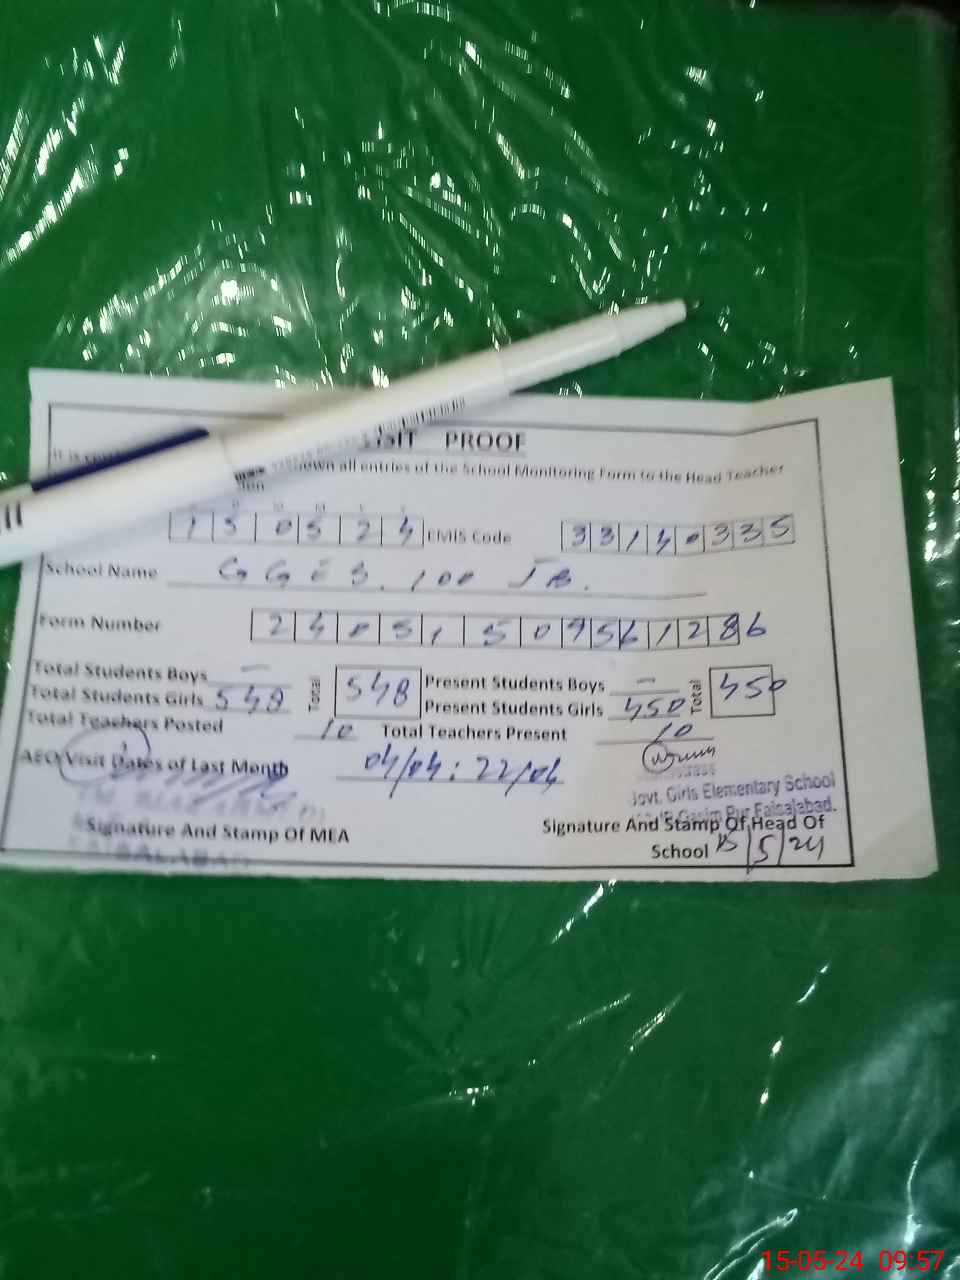 PROOF
all entries of the School Monitoring Form to the Head Teacher
1 5 0 5 2 4 EMIS Code 3 3 1 4 0 3 3 5
School Name G G E S. 100 J B.
Form Number 2 4 0 5 1 5 0 9 5 6 1 2 8 6
Total Students Boys — Total 548 Present Students Boys — Total 450
Total Students Girls 548 Present Students Girls 450
Total Teachers Posted 10 Total Teachers Present 10
AEO Visit Dates of Last Month 04/04 : 22/04
Govt. Girls Elementary School
Pur Faisalabad.
Signature And Stamp Of MEA Signature And Stamp Of Head Of
School 15/5/24
15-05-24 09:57